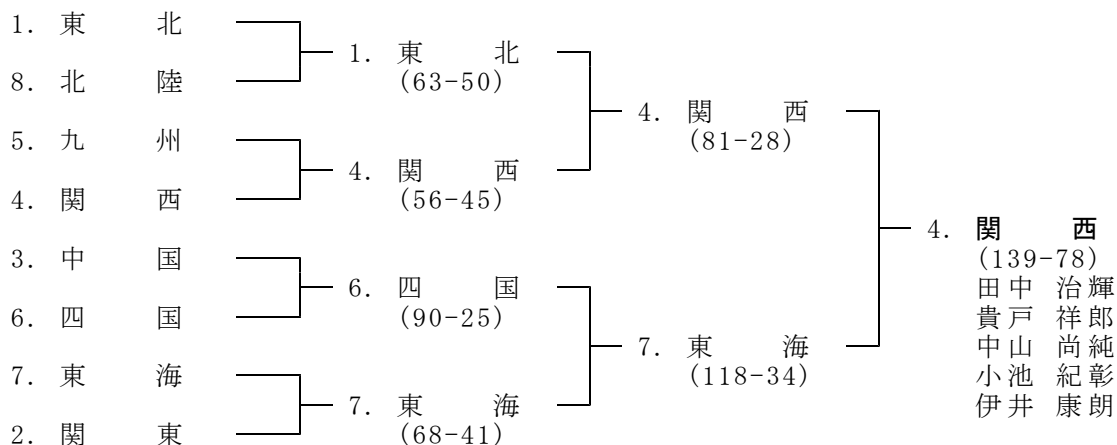 1. 東北
8. 北陸
5. 九州
4. 関西
3. 中国
6. 四国
7. 東海
2. 関東
1. 東北
(63-50)
4. 関西
(56-45)
6. 四国
(90-25)
7. 東海
(68-41)
4. 関西
(81-28)
7. 東海
(118-34)
4. 関西
(139-78)
田中 治輝
貴戸 祥郎
中山 尚純
小池 紀彰
伊井 康朗